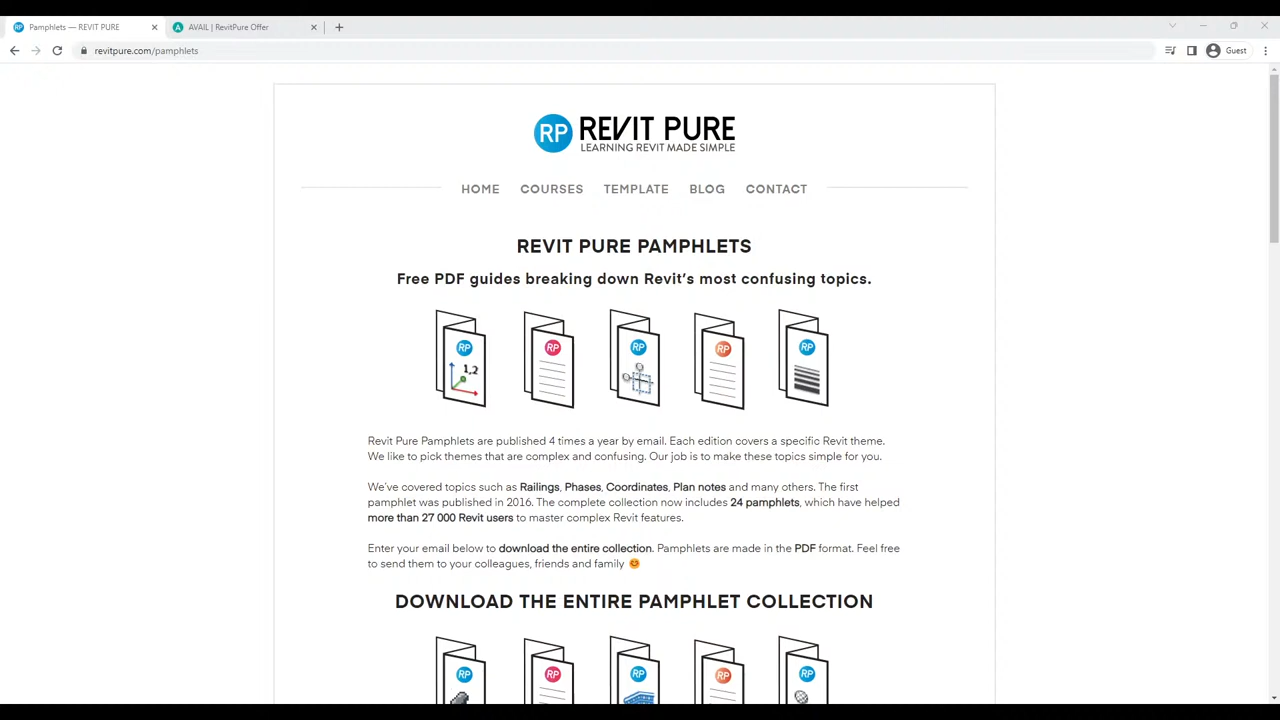 Pamphlets — REVIT PURE
AVAIL | RevitPure Offer
revitpure.com/pamphlets
Guest
RP REVIT PURE
LEARNING REVIT MADE SIMPLE
HOME COURSES TEMPLATE BLOG CONTACT
REVIT PURE PAMPHLETS
Free PDF guides breaking down Revit's most confusing topics.
RP RP RP RP RP
1,2
Revit Pure Pamphlets are published 4 times a year by email. Each edition covers a specific Revit theme.
We like to pick themes that are complex and confusing. Our job is to make these topics simple for you.
We've covered topics such as Railings, Phases, Coordinates, Plan notes and many others. The first
pamphlet was published in 2016. The complete collection now includes 24 pamphlets, which have helped
more than 27 000 Revit users to master complex Revit features.
Enter your email below to download the entire collection. Pamphlets are made in the PDF format. Feel free
to send them to your colleagues, friends and family 😊
DOWNLOAD THE ENTIRE PAMPHLET COLLECTION
RP RP RP RP RP